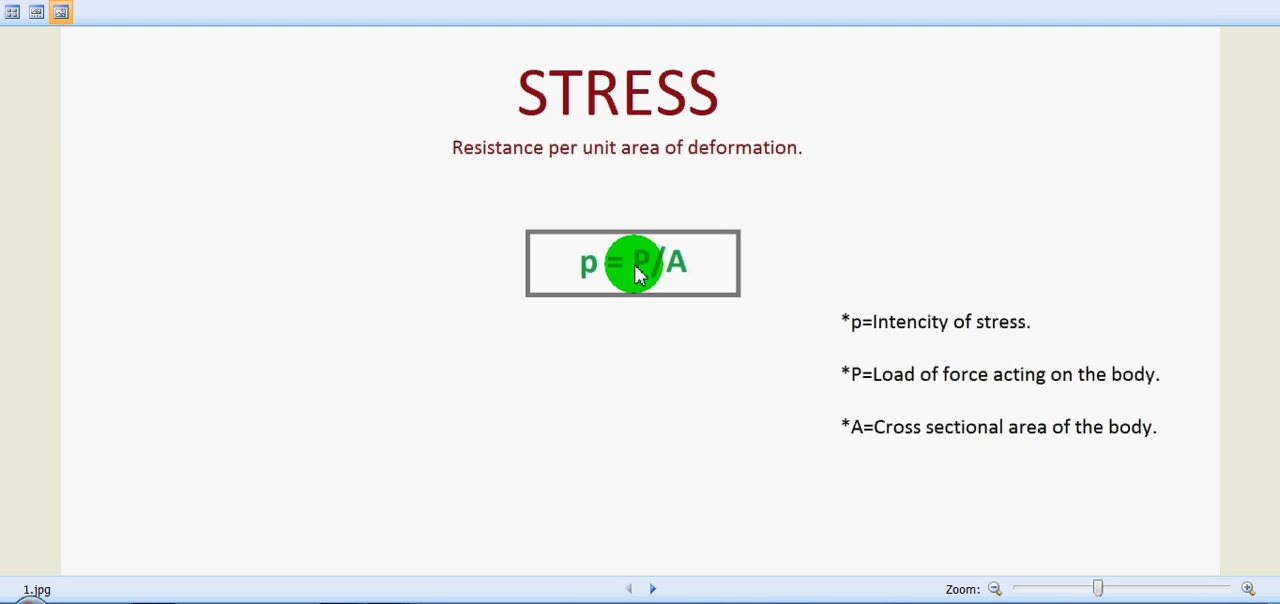 STRESS
Resistance per unit area of deformation.
p = P/A
*p=Intencity of stress.
*P=Load of force acting on the body.
*A=Cross sectional area of the body.
1.jpg
Zoom: